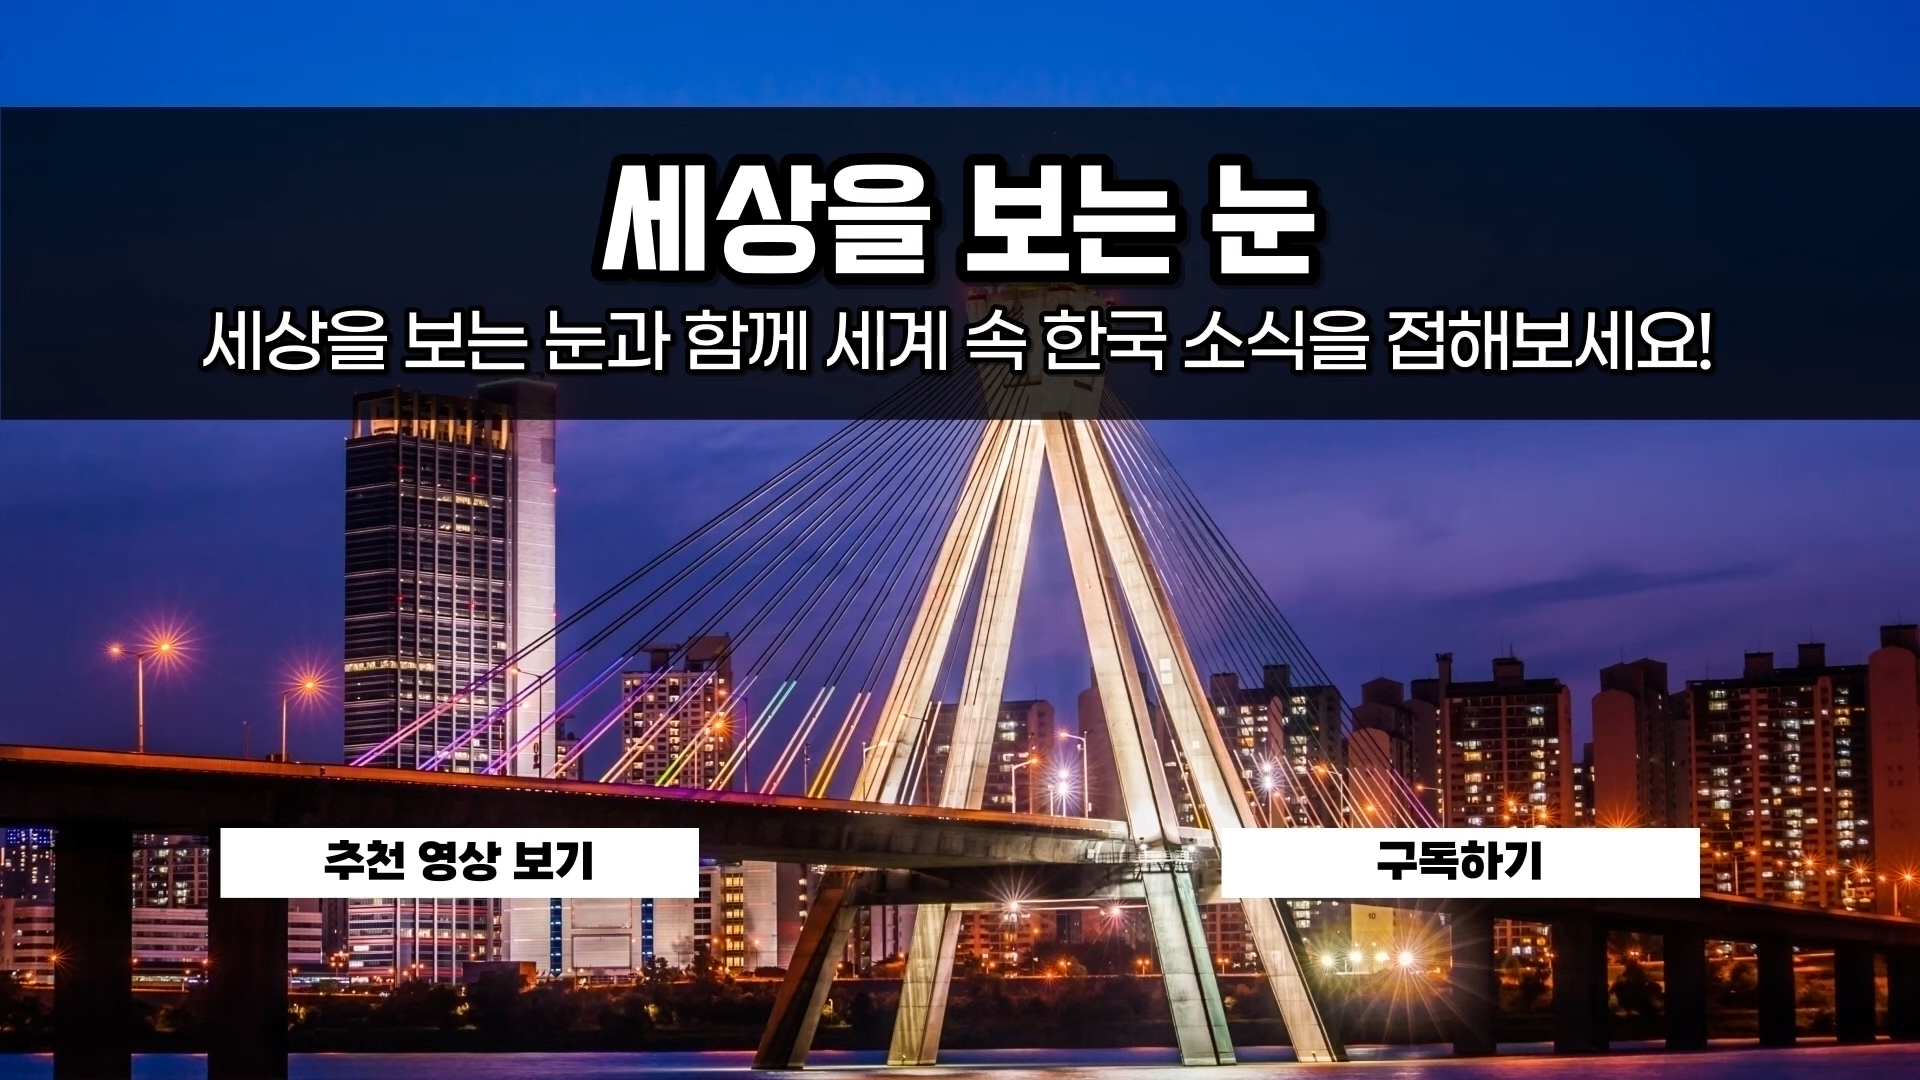 세상을 보는 눈
세상을 보는 눈과 함께 세계 속 한국 소식을 접해보세요!
추천 영상 보기
구독하기